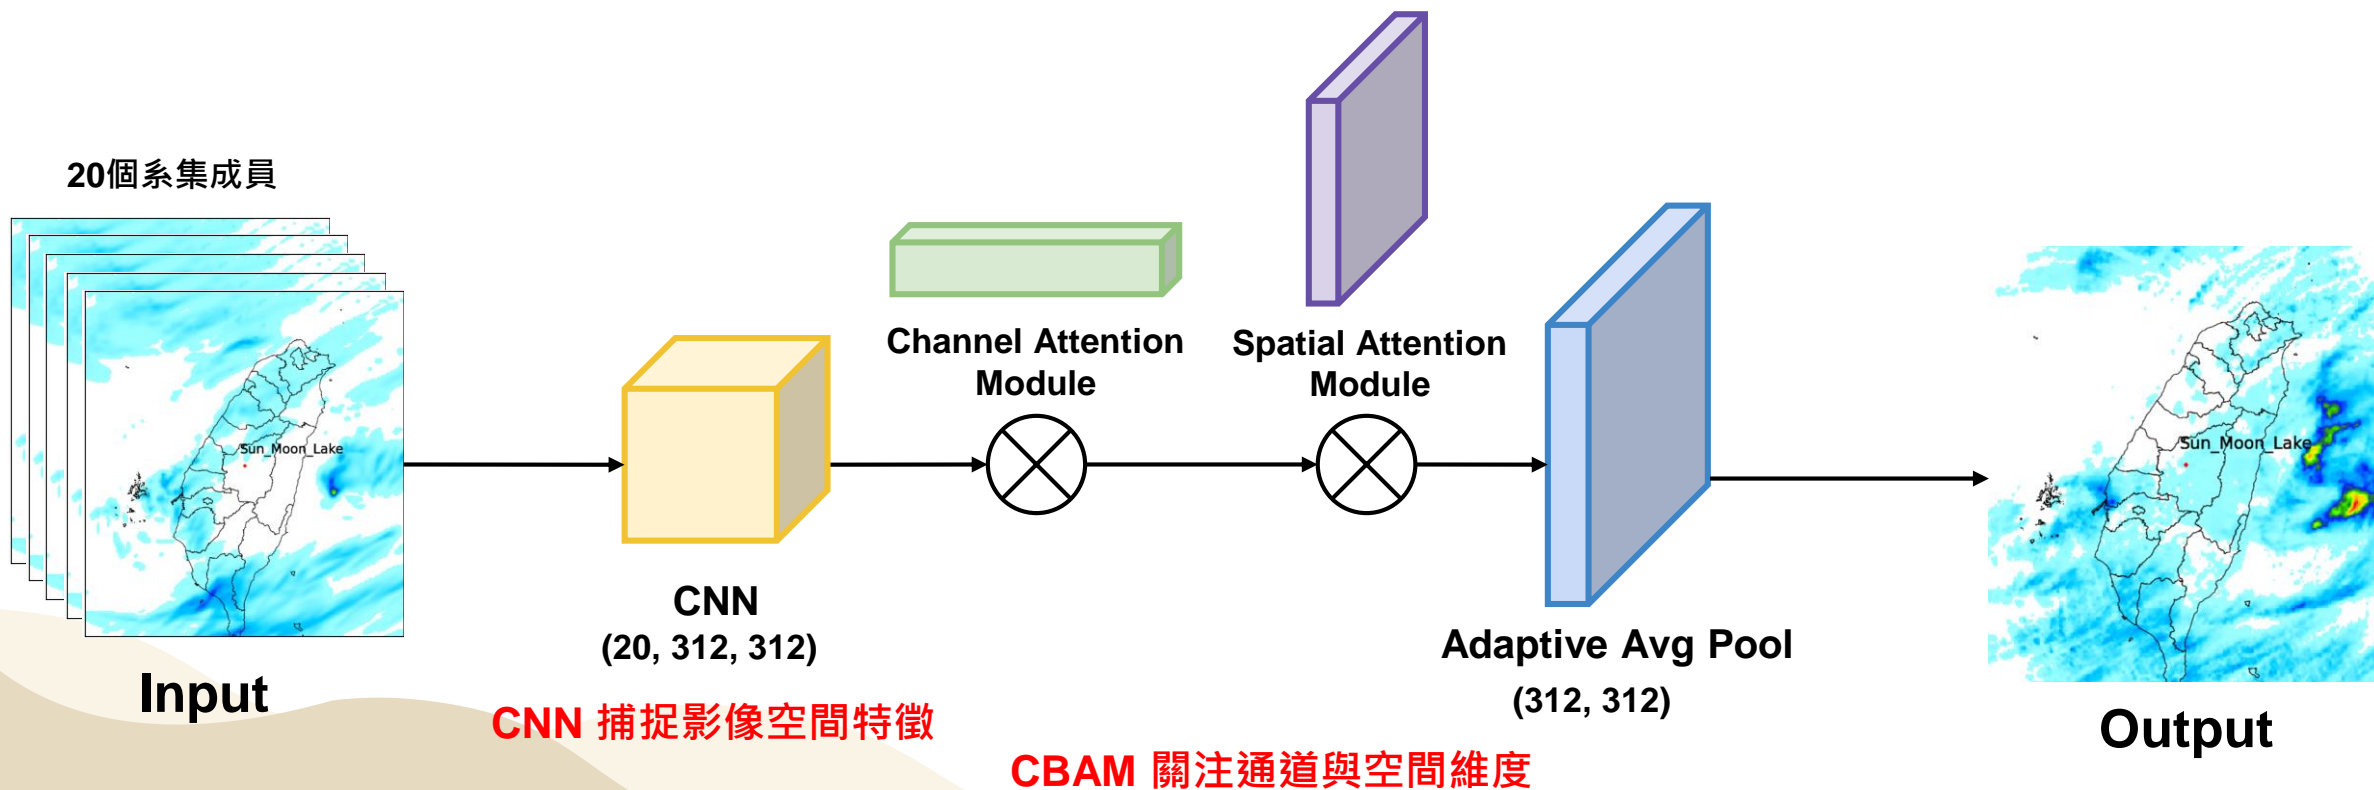 20個系集成員
Sun_Moon_Lake
Input
CNN
(20, 312, 312)
CNN 捕捉影像空間特徵
Channel Attention
Module
Spatial Attention
Module
CBAM 關注通道與空間維度
Adaptive Avg Pool
(312, 312)
Sun_Moon_Lake
Output